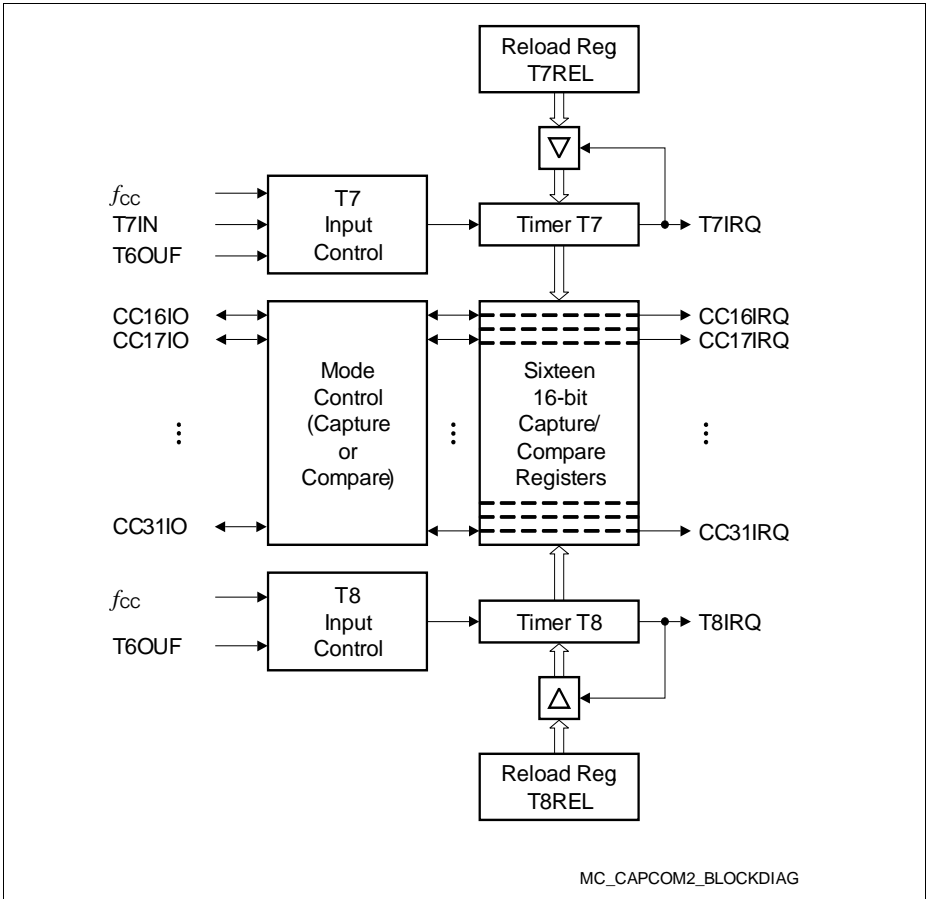 Reload Reg
T7REL
fCC
T7IN
T6OUF
T7
Input
Control
Timer T7
T7IRQ
CC16IO
CC17IO
CC31IO
Mode
Control
(Capture
or
Compare)
Sixteen
16-bit
Capture/
Compare
Registers
CC16IRQ
CC17IRQ
CC31IRQ
fCC
T6OUF
T8
Input
Control
Timer T8
T8IRQ
Reload Reg
T8REL
MC_CAPCOM2_BLOCKDIAG